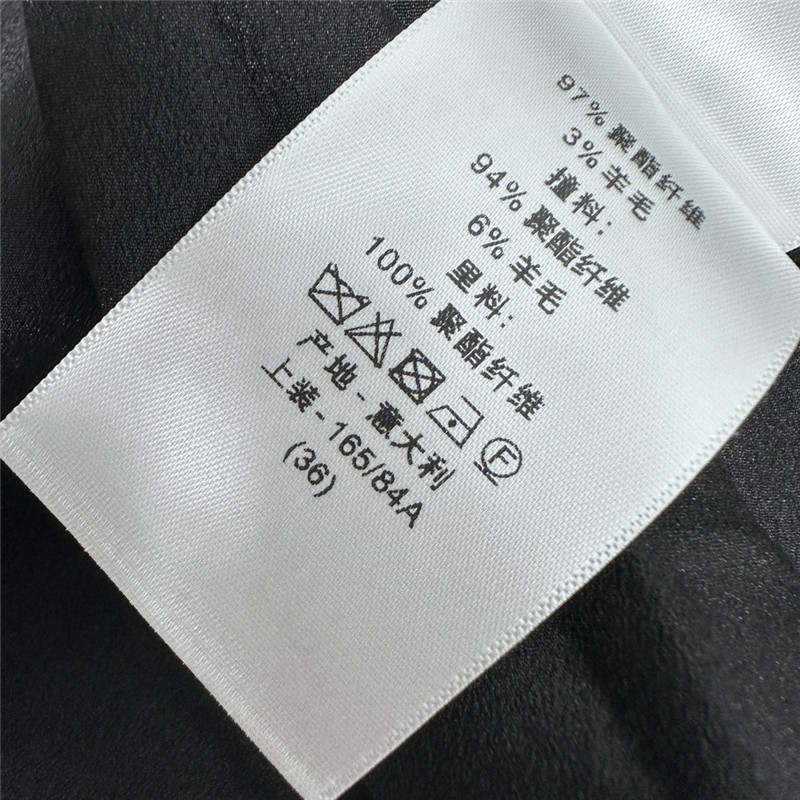 97% 聚酯纤维
3% 羊毛
撞料:
94% 聚酯纤维
6% 羊毛
里料:
100% 聚酯纤维
F
产地 - 意大利
上装 - 165/84A
(36)